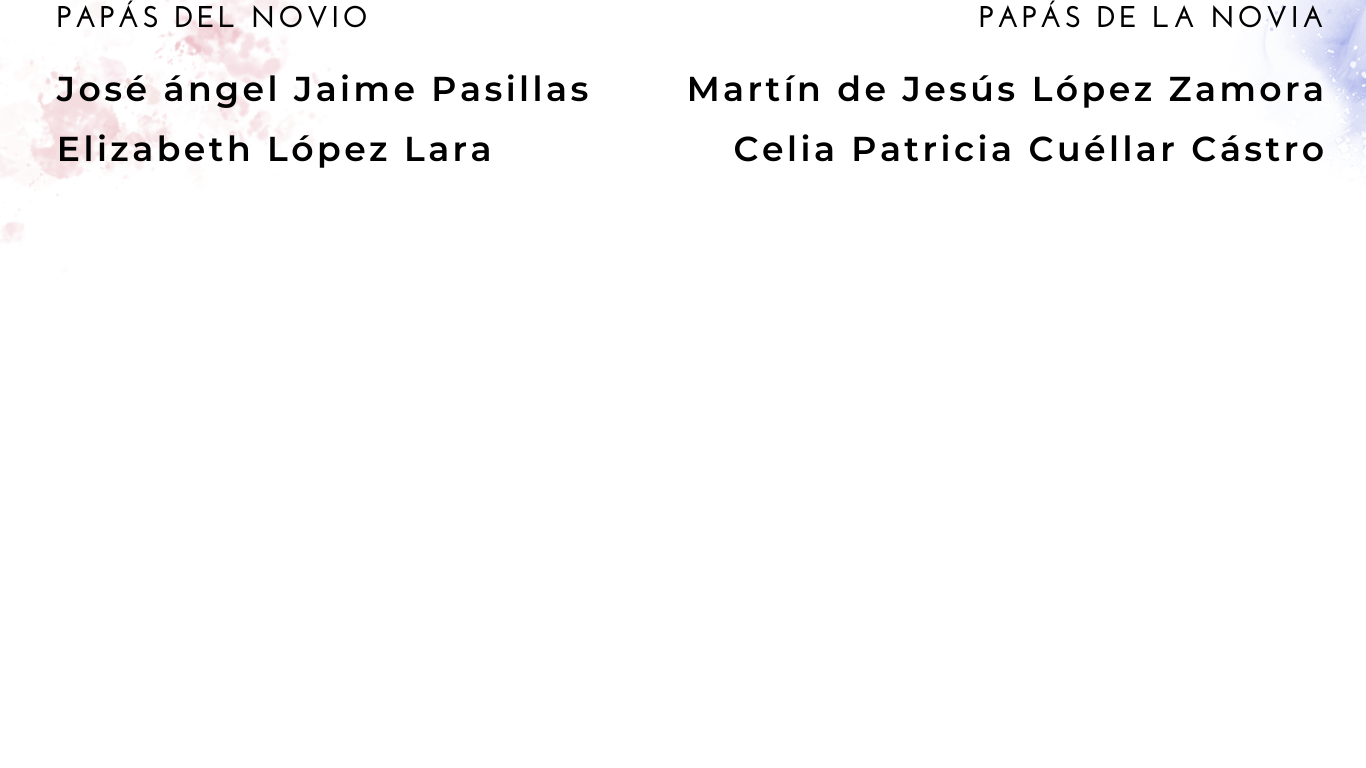 PAPÁS DEL NOVIO
José ángel Jaime Pasillas
Elizabeth López Lara
PAPÁS DE LA NOVIA
Martín de Jesús López Zamora
Celia Patricia Cuéllar Cástro